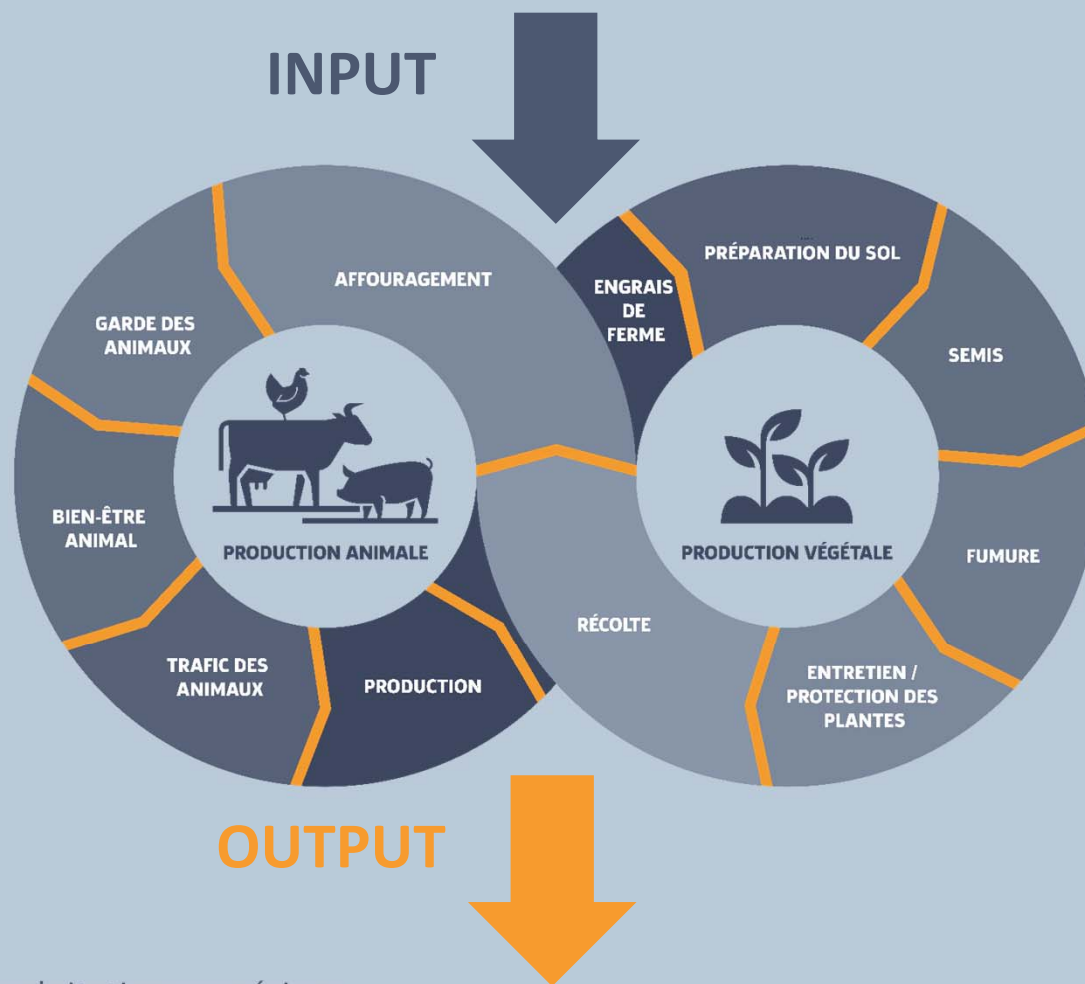 INPUT
AFFOURAGEMENT
GARDE DES
ANIMAUX
BIEN-ÊTRE
ANIMAL
TRAFIC DES
ANIMAUX
PRODUCTION
PRODUCTION ANIMALE
ENGRAIS
DE
FERME
PRÉPARATION DU SOL
SEMIS
FUMURE
ENTRETIEN /
PROTECTION DES
PLANTES
RÉCOLTE
PRODUCTION VÉGÉTALE
OUTPUT